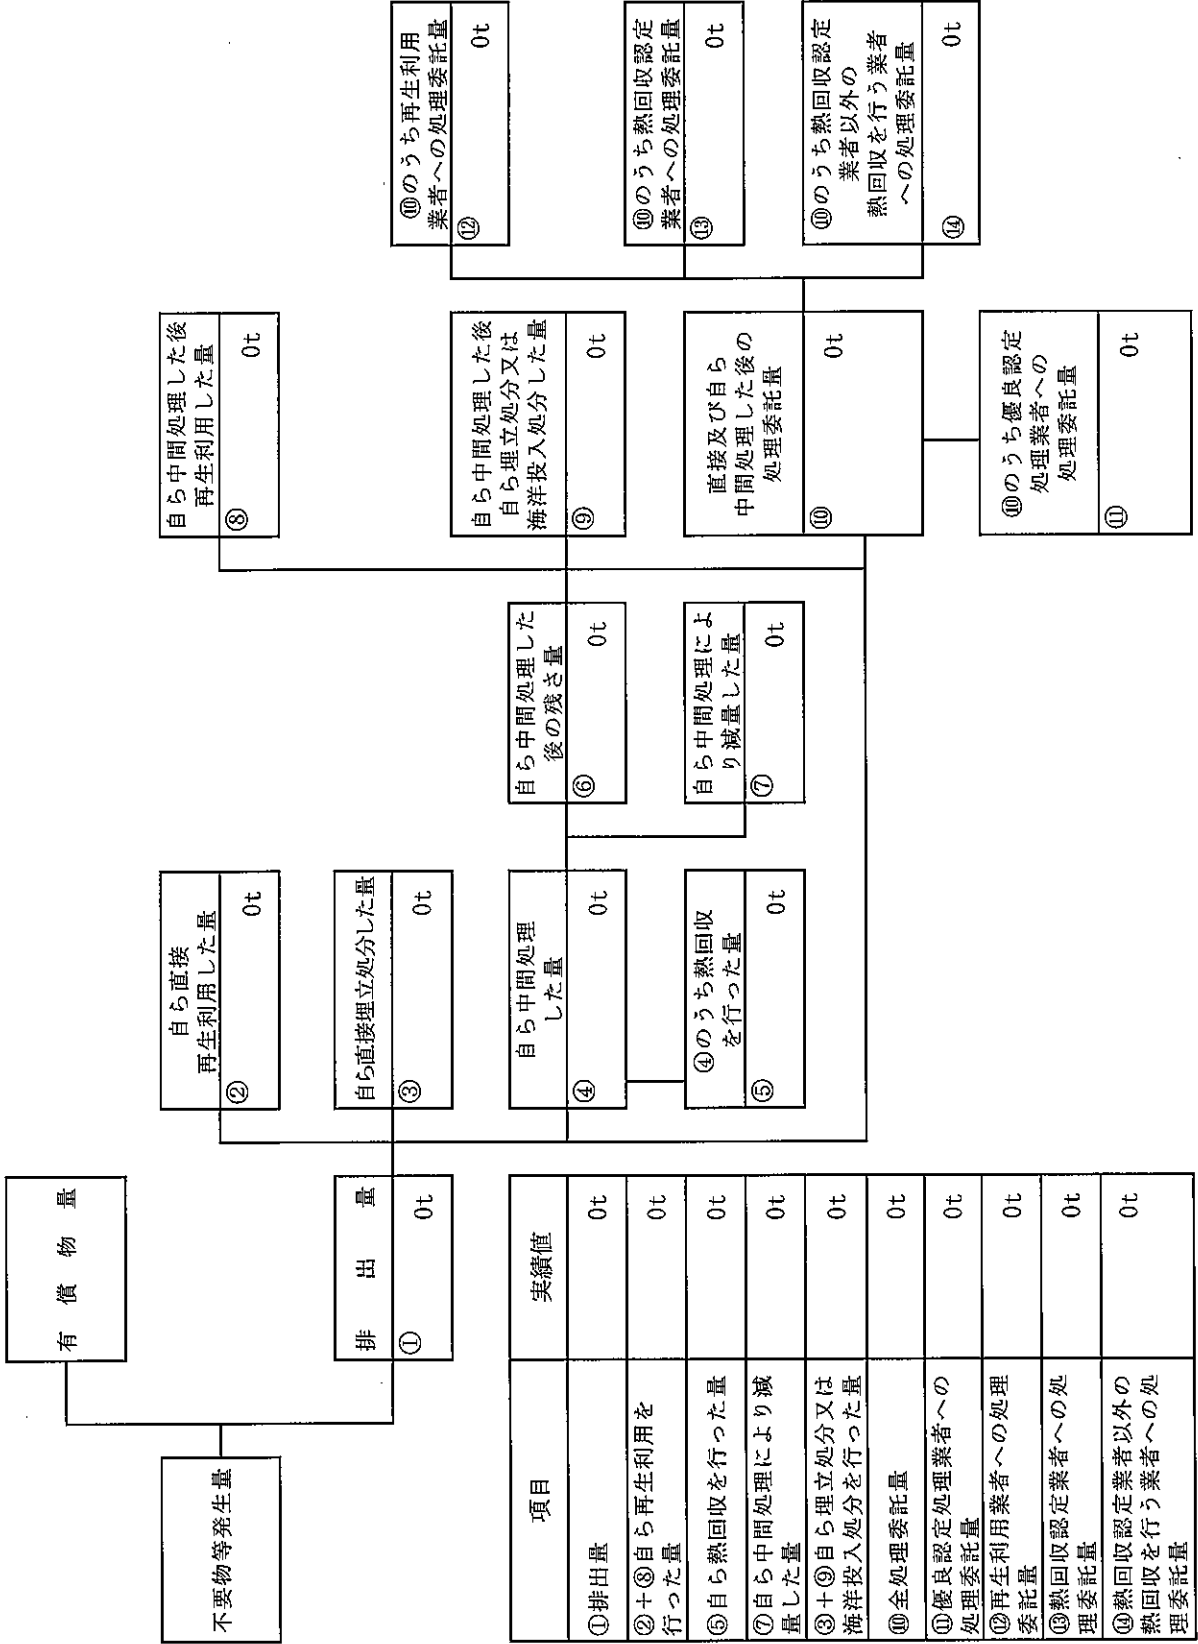 不要物等発生量
有償物量
排出量
① 0t
自ら直接
再生利用した量
② 0t
自ら直接埋立処分した量
③ 0t
自ら中間処理
した量
④ 0t
④のうち熱回収
を行った量
⑤ 0t
自ら中間処理した
後の残さ量
⑥ 0t
自ら中間処理によ
り減量した量
⑦ 0t
自ら中間処理した後
再生利用した量
⑧ 0t
自ら中間処理した後
自ら埋立処分又は
海洋投入処分した量
⑨ 0t
直接及び自ら
中間処理した後の
処理委託量
⑩ 0t
⑩のうち優良認定
処理業者への
処理委託量
⑪ 0t
⑩のうち再生利用
業者への処理委託量
⑫ 0t
⑩のうち熱回収認定
業者への処理委託量
⑬ 0t
⑩のうち熱回収認定
業者以外の
熱回収を行う業者
への処理委託量
⑭ 0t
項目 実績値
①排出量 0t
②+⑧自ら再生利用を
行った量 0t
⑤自ら熱回収を行った量 0t
⑦自ら中間処理により減
量した量 0t
③+⑨自ら埋立処分又は
海洋投入処分を行った量 0t
⑩全処理委託量 0t
⑪優良認定処理業者への
処理委託量 0t
⑫再生利用業者への処理
委託量 0t
⑬熱回収認定業者への処
理委託量 0t
⑭熱回収認定業者以外の
熱回収を行う業者への処
理委託量 0t